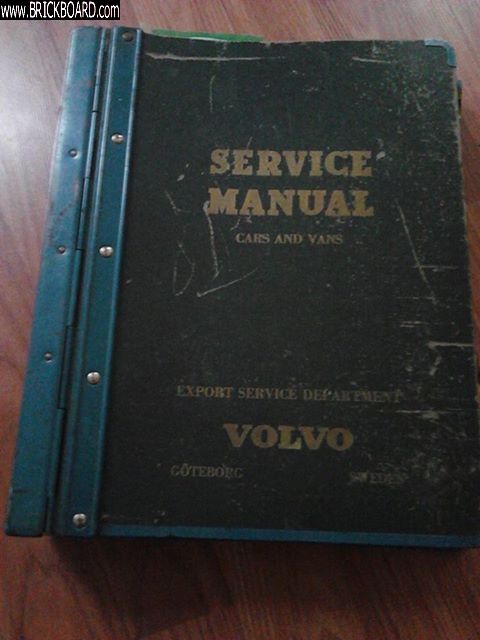 WWW.BRICKBOARD.COM
SERVICE
MANUAL
CARS AND VANS
EXPORT SERVICE DEPARTMENT
VOLVO
GÖTEBORG SWEDEN